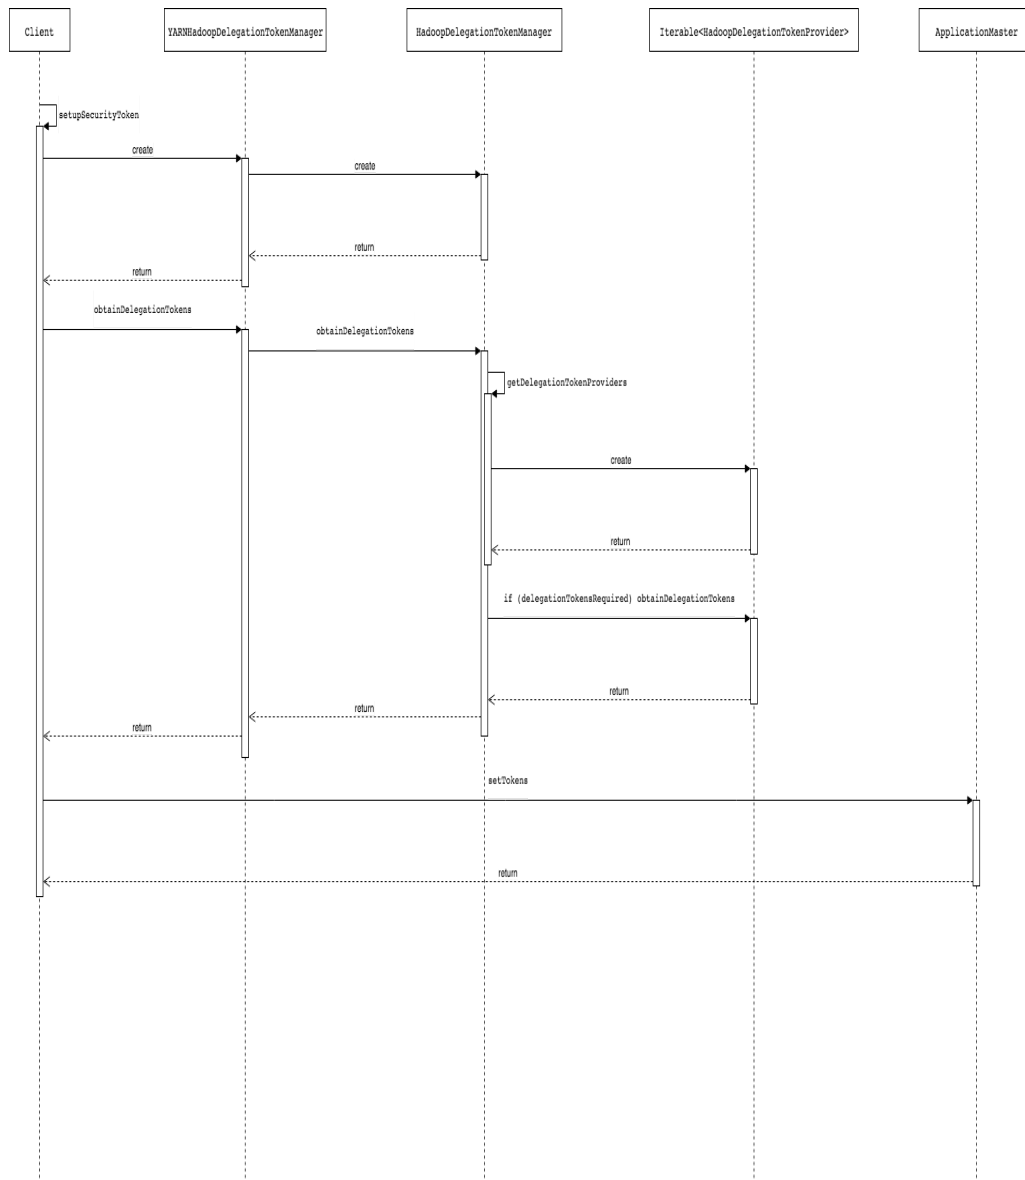 Client
YARNHadoopDelegationTokenManager
HadoopDelegationTokenManager
Iterable<HadoopDelegationTokenProvider>
ApplicationMaster
setupSecurityToken
create
create
return
return
obtainDelegationTokens
obtainDelegationTokens
getDelegationTokenProviders
create
return
if (delegationTokensRequired) obtainDelegationTokens
return
return
return
setTokens
return